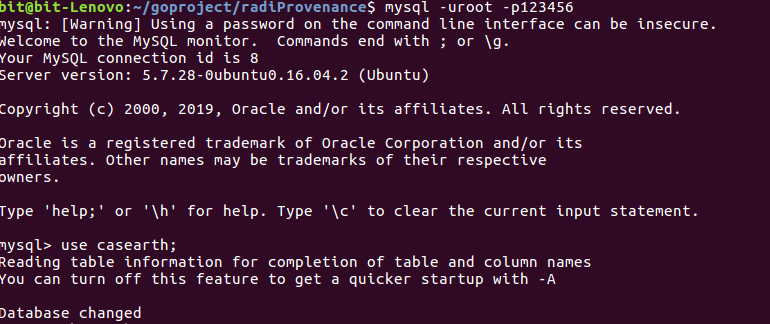 bit@bit-Lenovo:~/goproject/radiProvenance$ mysql -uroot -p123456
mysql: [Warning] Using a password on the command line interface can be insecure.
Welcome to the MySQL monitor.  Commands end with ; or \g.
Your MySQL connection id is 8
Server version: 5.7.28-0ubuntu0.16.04.2 (Ubuntu)
Copyright (c) 2000, 2019, Oracle and/or its affiliates. All rights reserved.
Oracle is a registered trademark of Oracle Corporation and/or its
affiliates. Other names may be trademarks of their respective
owners.
Type 'help;' or '\h' for help. Type '\c' to clear the current input statement.
mysql> use casearth;
Reading table information for completion of table and column names
You can turn off this feature to get a quicker startup with -A
Database changed